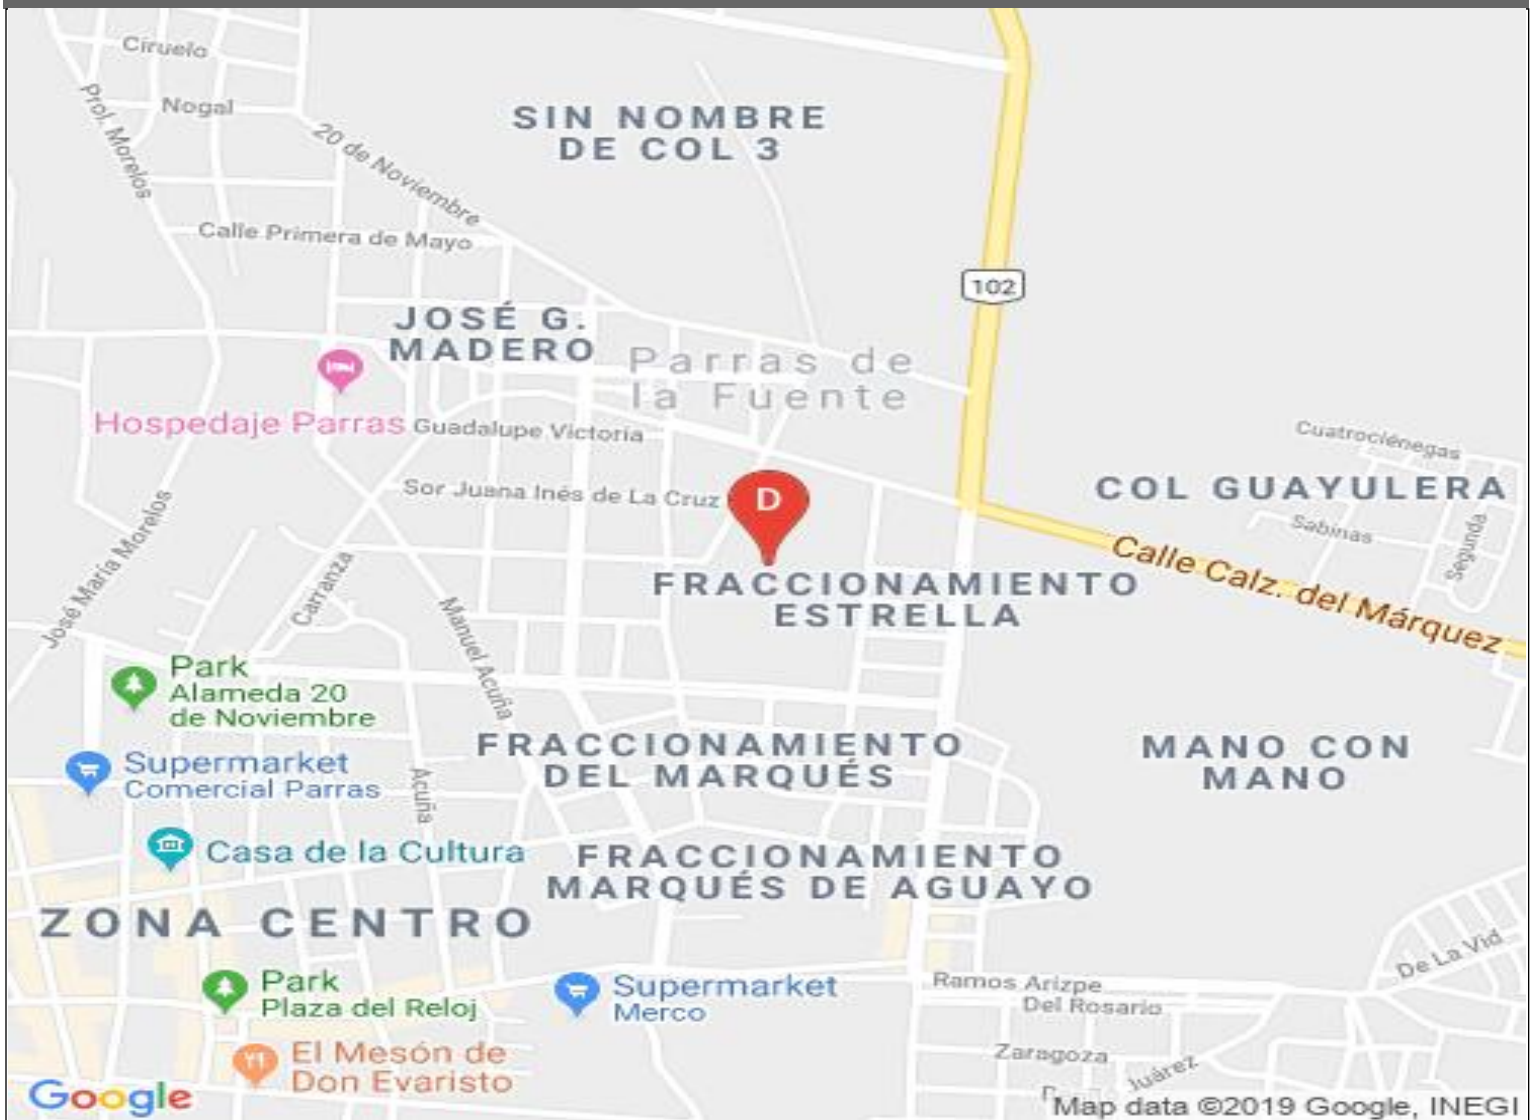 Ciruelo
Nogal
Prol. Morelos
20 de Noviembre
SIN NOMBRE
DE COL 3
Calle Primera de Mayo
102
JOSÉ G.
MADERO
Parras de
la Fuente
Hospedaje Parras
Guadalupe Victoria
Cuatrociénegas
Sor Juana Inés de La Cruz
D
COL GUAYULERA
Sabinas
Segunda
José María Morelos
Carranza
Manuel Acuña
Calle Calz. del Márquez
FRACCIONAMIENTO
ESTRELLA
Park
Alameda 20
de Noviembre
FRACCIONAMIENTO
DEL MARQUÉS
MANO CON
MANO
Supermarket
Comercial Parras
Acuña
Casa de la Cultura
FRACCIONAMIENTO
MARQUÉS DE AGUAYO
ZONA CENTRO
De La Vid
Park
Plaza del Reloj
Supermarket
Merco
Ramos Arizpe
Del Rosario
El Mesón de
Don Evaristo
Zaragoza
Juárez
Google
Map data ©2019 Google, INEGI